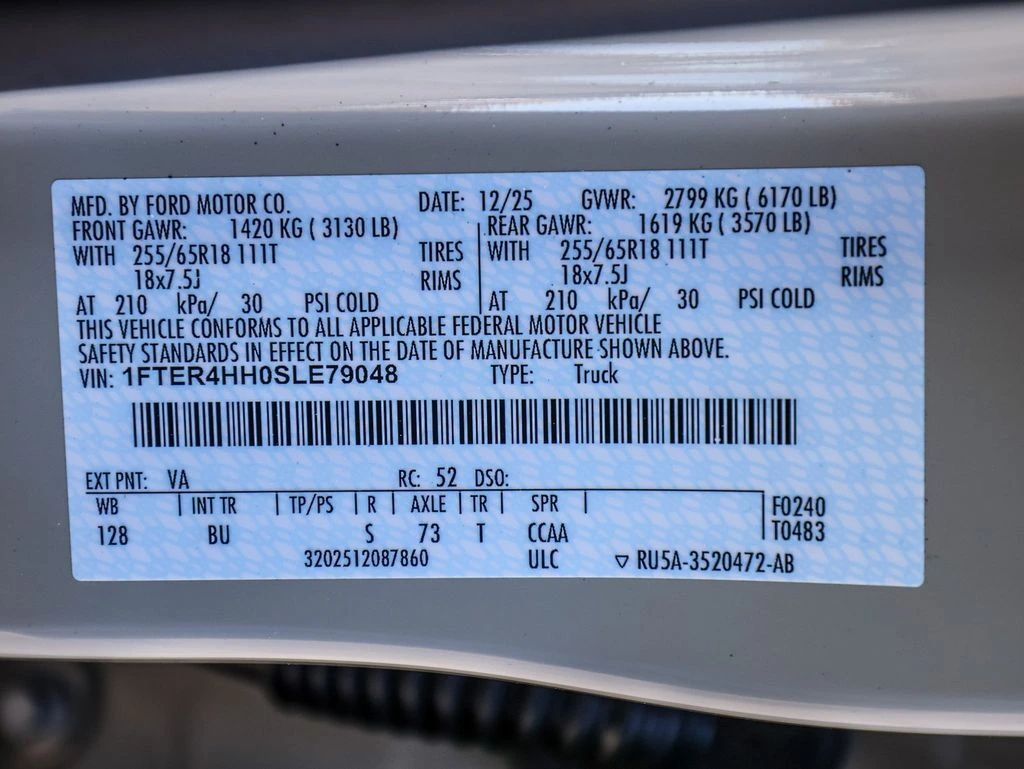 MFD. BY FORD MOTOR CO. DATE: 12/25 GVWR: 2799 KG ( 6170 LB)
FRONT GAWR: 1420 KG ( 3130 LB) REAR GAWR: 1619 KG ( 3570 LB)
WITH 255/65R18 111T TIRES WITH 255/65R18 111T TIRES
18x7.5J RIMS 18x7.5J RIMS
AT 210 kPa/ 30 PSI COLD AT 210 kPa/ 30 PSI COLD
THIS VEHICLE CONFORMS TO ALL APPLICABLE FEDERAL MOTOR VEHICLE
SAFETY STANDARDS IN EFFECT ON THE DATE OF MANUFACTURE SHOWN ABOVE.
VIN: 1FTER4HH0SLE79048 TYPE: Truck
EXT PNT: VA RC: 52 DSO:
WB INT TR TP/PS R AXLE TR SPR F0240
128 BU S 73 T CCAA T0483
3202512087860 ULC ▽ RU5A-3520472-AB